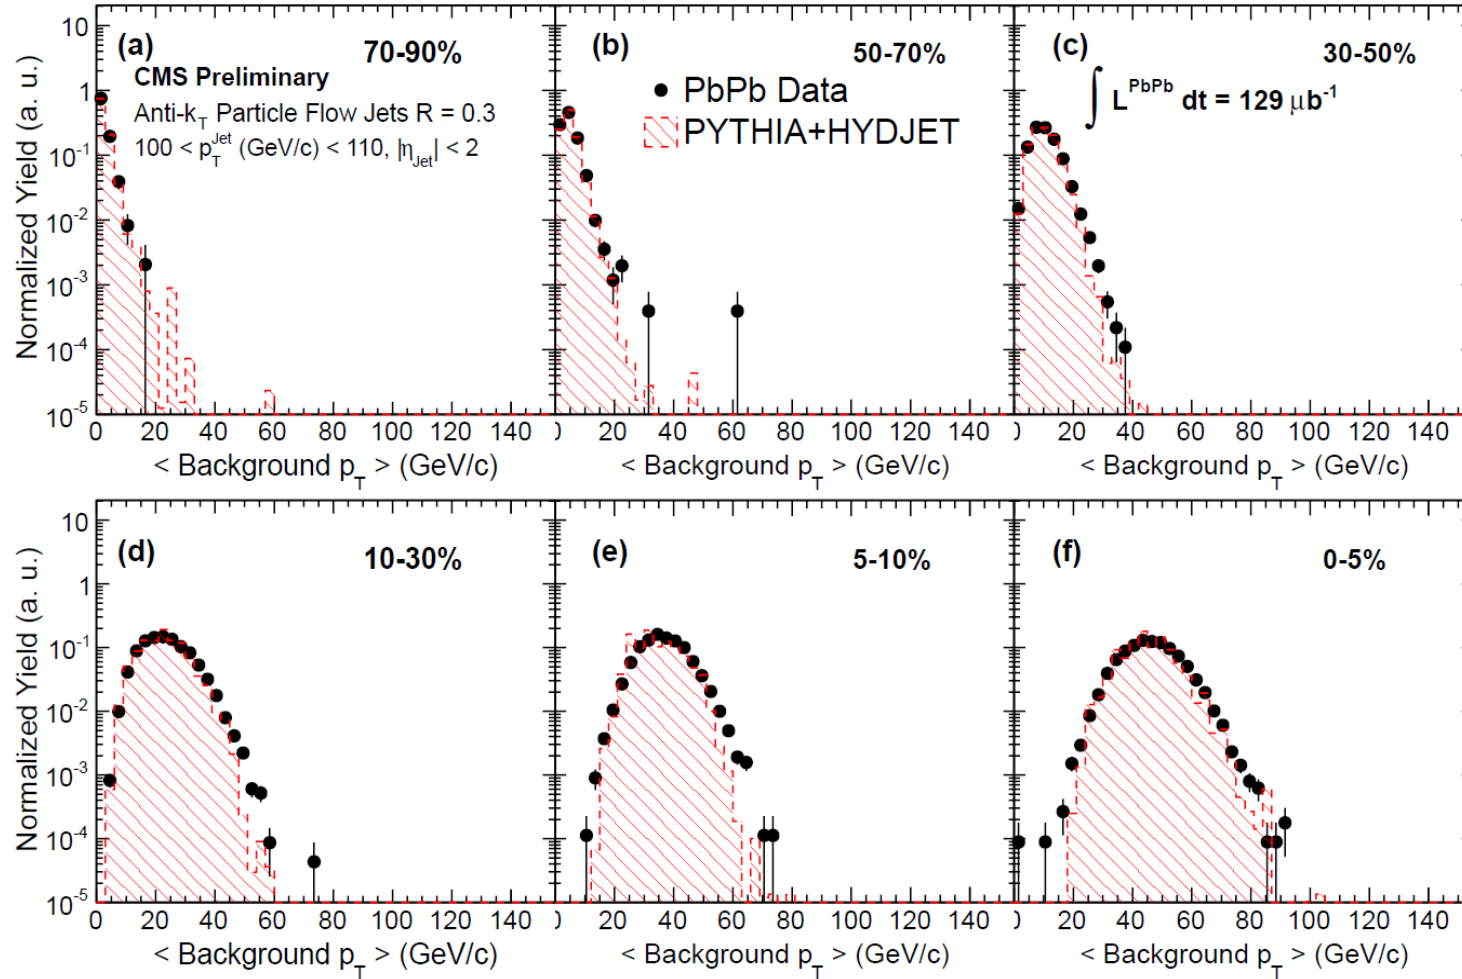 (a) 70-90%
CMS Preliminary
Anti-k_T Particle Flow Jets R = 0.3
100 < p_T^Jet (GeV/c) < 110, |η_Jet| < 2
Normalized Yield (a. u.)
10
1
10^-1
10^-2
10^-3
10^-4
10^-5
0 20 40 60 80 100 120 140
< Background p_T > (GeV/c)
(b) 50-70%
PbPb Data
PYTHIA+HYDJET
0 20 40 60 80 100 120 140
< Background p_T > (GeV/c)
(c) 30-50%
∫ L^PbPb dt = 129 μb^-1
0 20 40 60 80 100 120 140
< Background p_T > (GeV/c)
(d) 10-30%
Normalized Yield (a. u.)
10
1
10^-1
10^-2
10^-3
10^-4
10^-5
0 20 40 60 80 100 120 140
< Background p_T > (GeV/c)
(e) 5-10%
0 20 40 60 80 100 120 140
< Background p_T > (GeV/c)
(f) 0-5%
0 20 40 60 80 100 120 140
< Background p_T > (GeV/c)